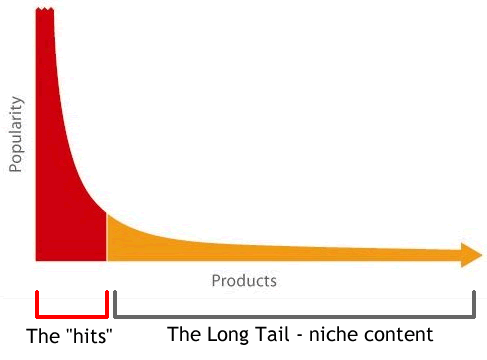 Popularity
Products
The "hits"
The Long Tail - niche content